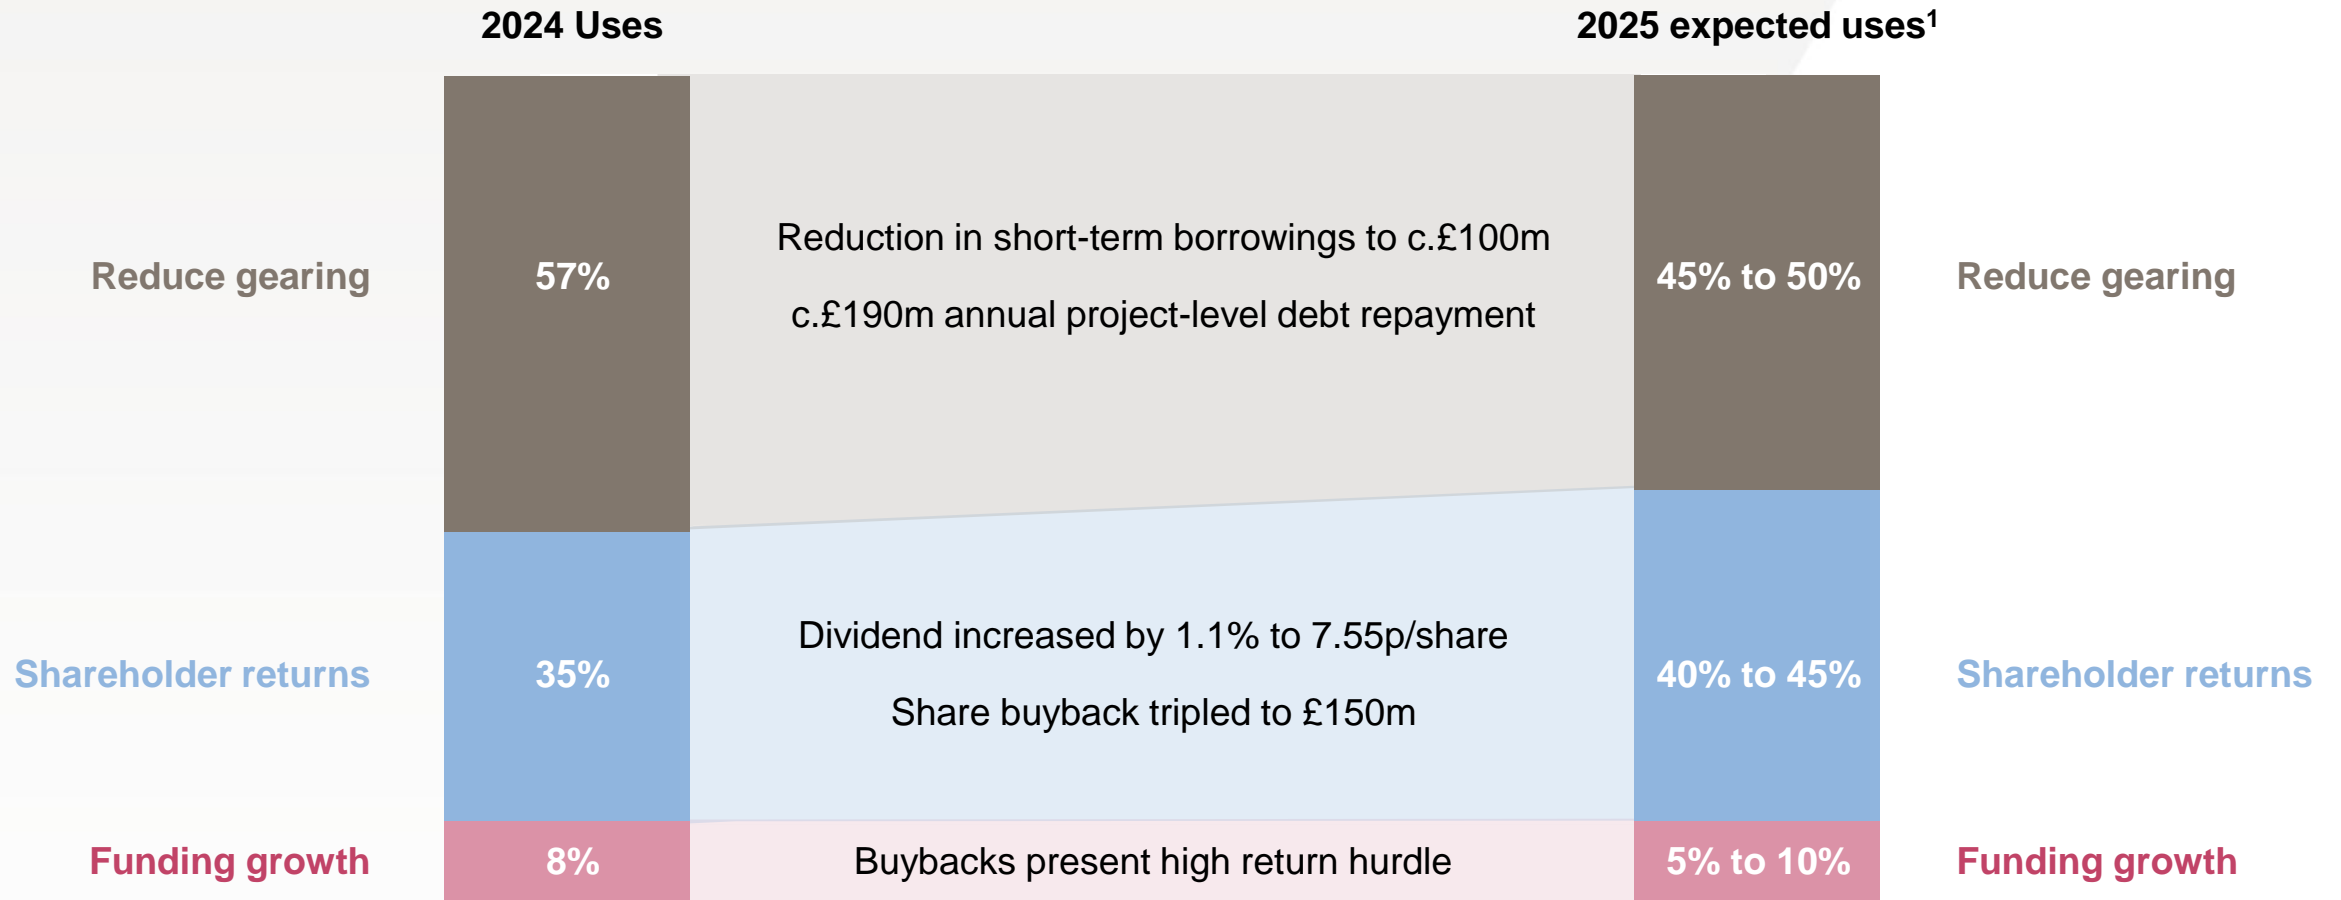 2024 Uses
2025 expected uses¹
Reduce gearing
57%
Reduction in short-term borrowings to c.£100m
c.£190m annual project-level debt repayment
45% to 50%
Reduce gearing
Shareholder returns
35%
Dividend increased by 1.1% to 7.55p/share
Share buyback tripled to £150m
40% to 45%
Shareholder returns
Funding growth
8%
Buybacks present high return hurdle
5% to 10%
Funding growth